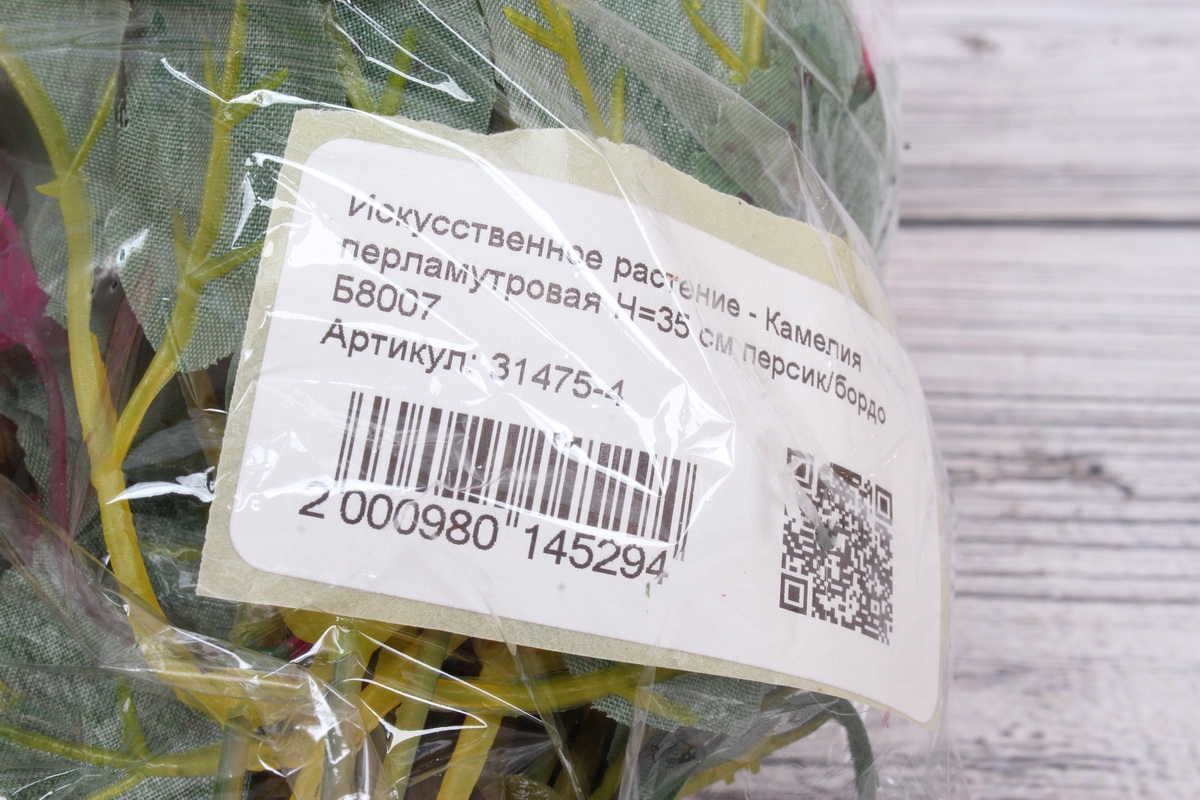 Искусственное растение - Камелия
перламутровая H=35 см персик/бордо
Б8007
Артикул: 31475-4
2 000980 145294